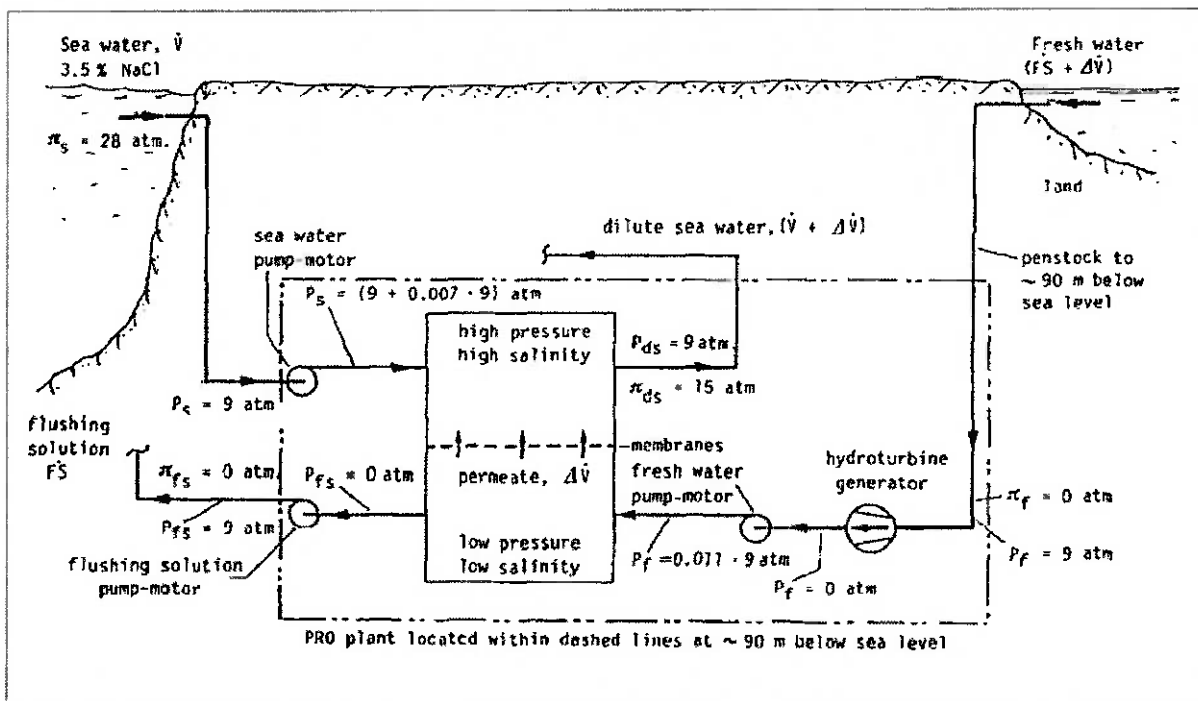 Sea water, V̇
3.5 % NaCl
Fresh water
(ḞS + ΔV̇)
π_s = 28 atm.
land
dilute sea water, (V̇ + ΔV̇)
sea water
pump-motor
P_s = (9 + 0.007 · 9) atm
penstock to
~ 90 m below
sea level
high pressure
high salinity
P_ds = 9 atm
π_ds = 15 atm
P_s = 9 atm
flushing
solution
ḞS
membranes
π_fs = 0 atm
P_fs = 0 atm
permeate, ΔV̇
fresh water
pump-motor
hydroturbine
generator
π_f = 0 atm
P_fs = 9 atm
low pressure
low salinity
P_f = 0.011 · 9 atm
P_f = 9 atm
flushing solution
pump-motor
P_f = 0 atm
PRO plant located within dashed lines at ~ 90 m below sea level